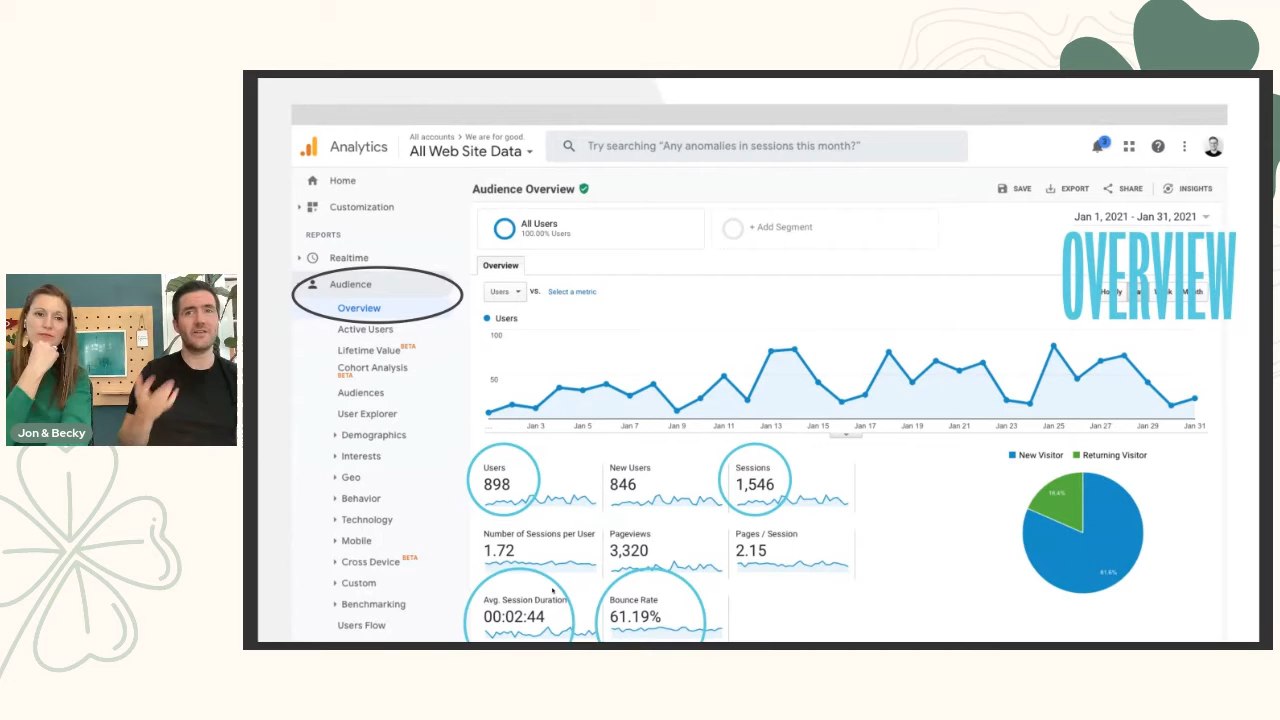 Analytics
All accounts > We are for good.
All Web Site Data
Try searching "Any anomalies in sessions this month?"
Home
Customization
REPORTS
Realtime
Audience
Overview
Active Users
Lifetime Value BETA
Cohort Analysis
BETA
Audiences
User Explorer
Demographics
Interests
Geo
Behavior
Technology
Mobile
Cross Device BETA
Custom
Benchmarking
Users Flow
Audience Overview
SAVE
EXPORT
SHARE
INSIGHTS
All Users
100.00% Users
+ Add Segment
Jan 1, 2021 - Jan 31, 2021
OVERVIEW
Overview
Users
VS.
Select a metric
Users
100
50
...
Jan 3
Jan 5
Jan 7
Jan 9
Jan 11
Jan 13
Jan 15
Jan 17
Jan 19
Jan 21
Jan 23
Jan 25
Jan 27
Jan 29
Jan 31
Users
898
New Users
846
Sessions
1,546
Number of Sessions per User
1.72
Pageviews
3,320
Pages / Session
2.15
Avg. Session Duration
00:02:44
Bounce Rate
61.19%
New Visitor
Returning Visitor
Jon & Becky